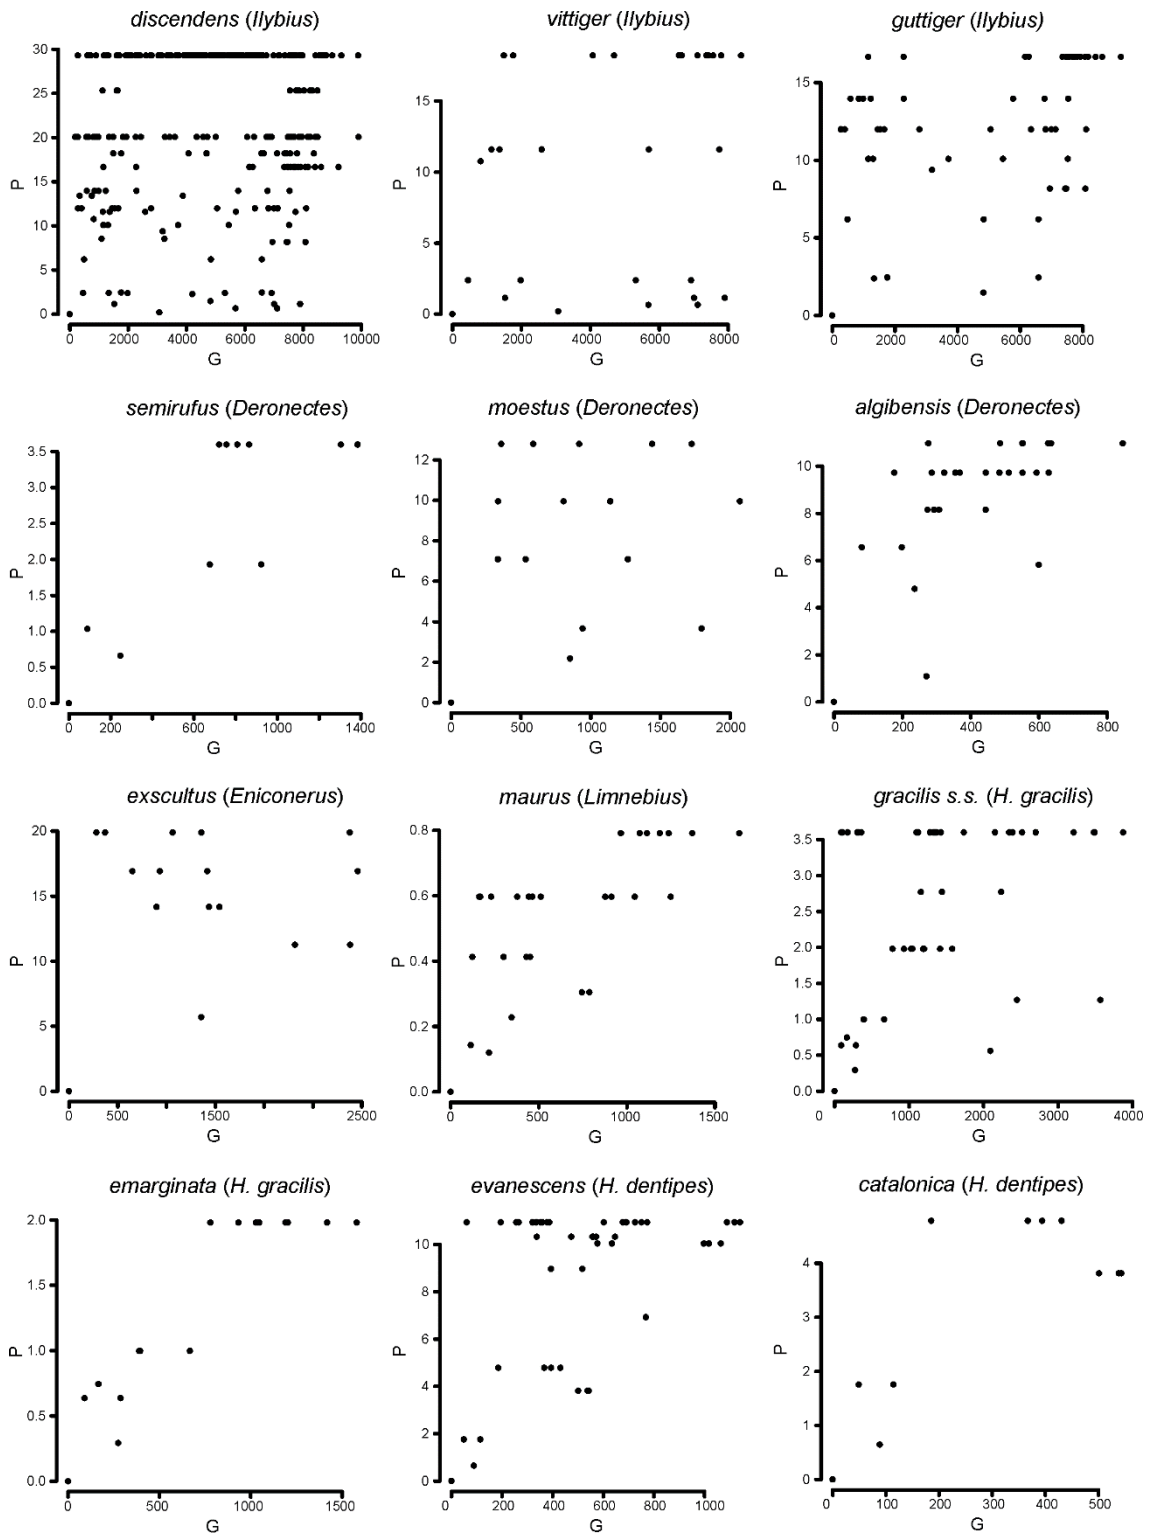 discendens (Ilybius)
30
25
20
15
10
5
0
P
0 2000 4000 6000 8000 10000
G
vittiger (Ilybius)
15
10
5
0
P
0 2000 4000 6000 8000
G
guttiger (Ilybius)
15
10
5
0
P
0 2000 4000 6000 8000
G
semirufus (Deronectes)
3.5
3.0
2.5
2.0
1.5
1.0
0.5
0.0
P
0 200 600 1000 1400
G
moestus (Deronectes)
12
10
8
6
4
2
0
P
0 500 1000 1500 2000
G
algibensis (Deronectes)
10
8
6
4
2
0
P
0 200 400 600 800
G
exscultus (Eniconerus)
20
15
10
5
0
P
0 500 1500 2500
G
maurus (Limnebius)
0.8
0.6
0.4
0.2
0.0
P
0 500 1000 1500
G
gracilis s.s. (H. gracilis)
3.5
3.0
2.5
2.0
1.5
1.0
0.5
0.0
P
0 1000 2000 3000 4000
G
emarginata (H. gracilis)
2.0
1.5
1.0
0.5
0.0
P
0 500 1000 1500
G
evanescens (H. dentipes)
10
8
6
4
2
0
P
0 200 400 600 800 1000
G
catalonica (H. dentipes)
4
3
2
1
0
P
0 100 200 300 400 500
G